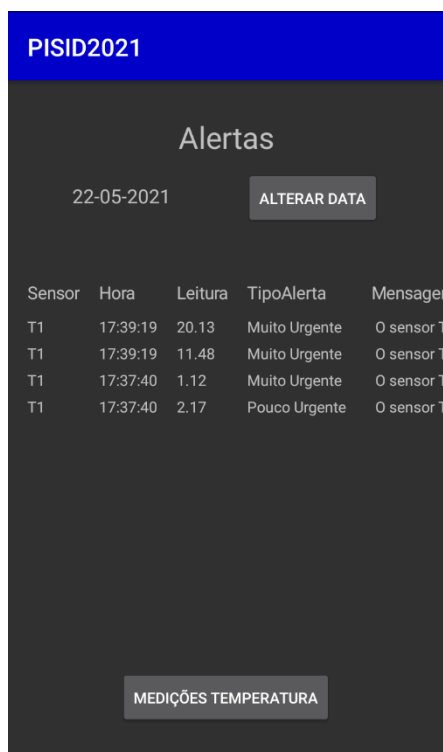 PISID2021
Alertas
22-05-2021 ALTERAR DATA
Sensor Hora Leitura TipoAlerta
T1 17:39:19 20.13 Muito Urgente O sensor
T1 17:39:19 11.48 Muito Urgente O sensor
T1 17:37:40 1.12 Muito Urgente O sensor
T1 17:37:40 2.17 Pouco Urgente O sensor
MEDIÇÕES TEMPERATURA